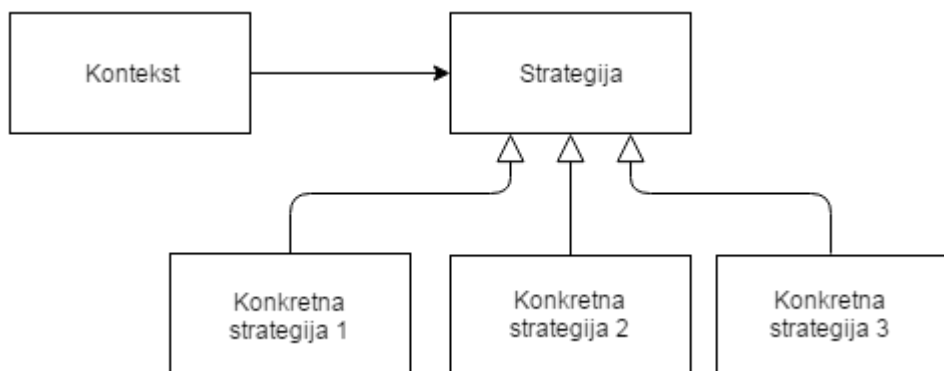 Kontekst
Strategija
Konkretna
strategija 1
Konkretna
strategija 2
Konkretna
strategija 3